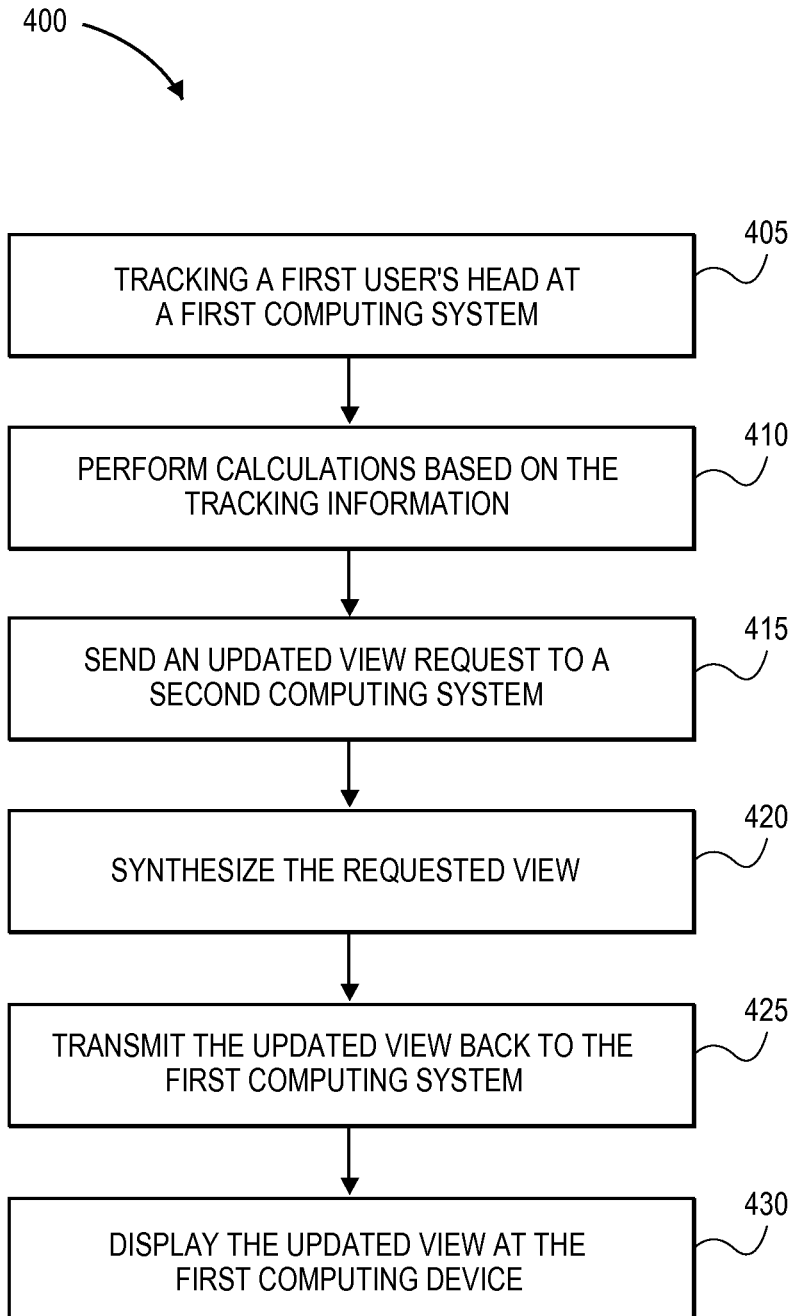 400
405
TRACKING A FIRST USER'S HEAD AT
A FIRST COMPUTING SYSTEM
410
PERFORM CALCULATIONS BASED ON THE
TRACKING INFORMATION
415
SEND AN UPDATED VIEW REQUEST TO A
SECOND COMPUTING SYSTEM
420
SYNTHESIZE THE REQUESTED VIEW
425
TRANSMIT THE UPDATED VIEW BACK TO THE
FIRST COMPUTING SYSTEM
430
DISPLAY THE UPDATED VIEW AT THE
FIRST COMPUTING DEVICE